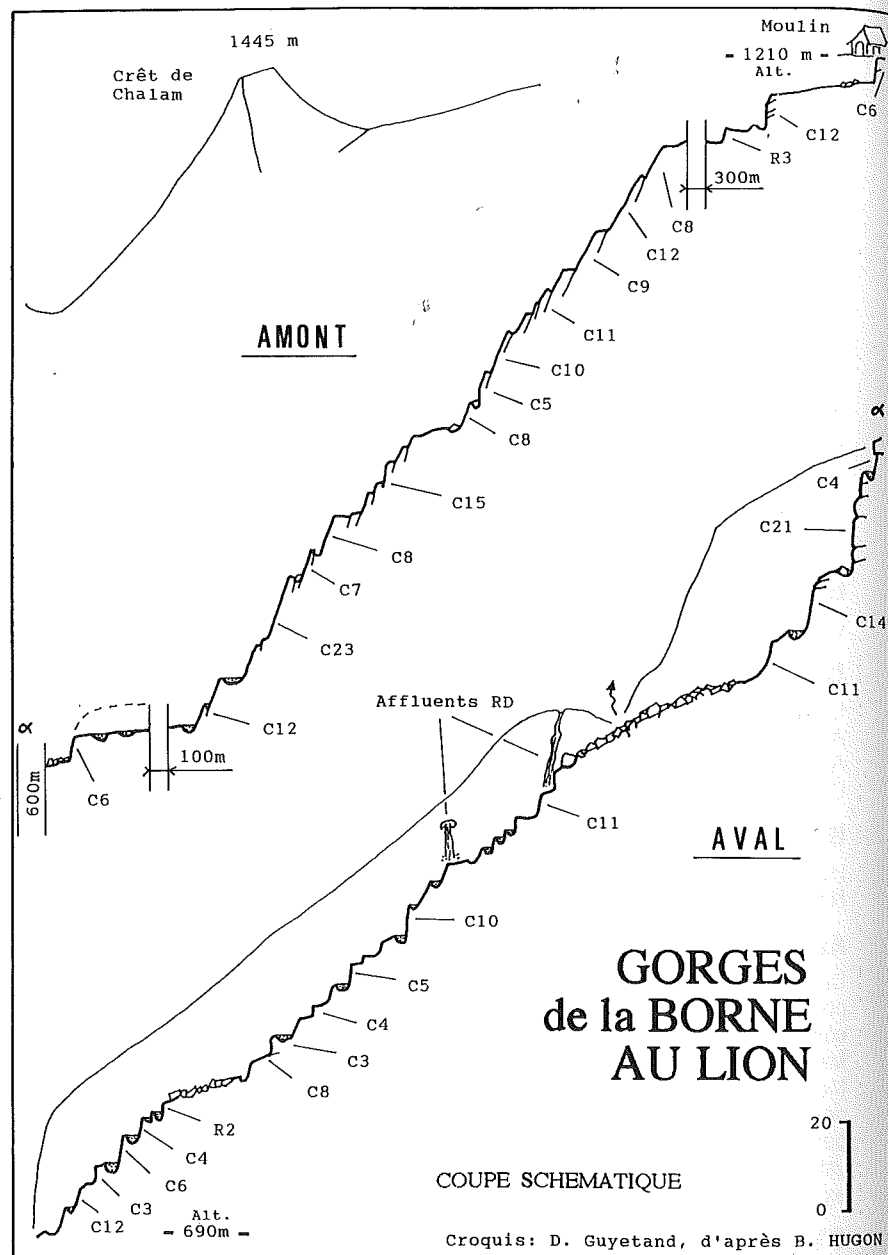 1445 m
Crêt de
Chalam
Moulin
- 1210 m -
Alt.
C6
C12
R3
300m
C8
C12
C9
AMONT
C11
C10
C5
C8
α
C4
C15
C21
C8
C7
C14
C23
C11
Affluents RD
C12
α
100m
600m
C6
C11
AVAL
C10
GORGES
de la BORNE
AU LION
C5
C4
C3
C8
R2
C4
C6
C3
C12
20
0
COUPE SCHEMATIQUE
Alt.
- 690m -
Croquis: D. Guyetand, d'après B. HUGON